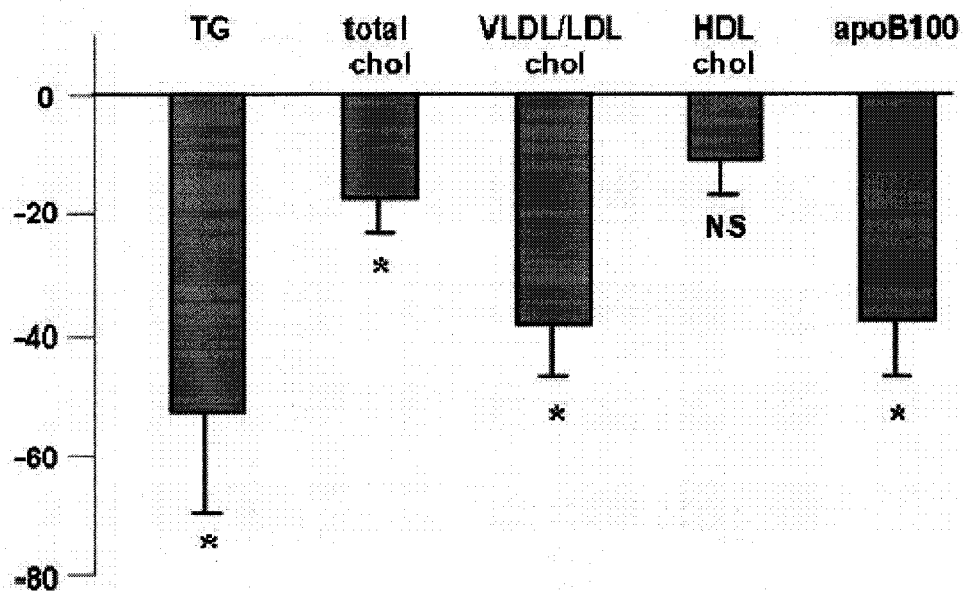 TG
total
chol
VLDL/LDL
chol
HDL
chol
apoB100
0
-20
-40
-60
-80
*
*
*
NS
*